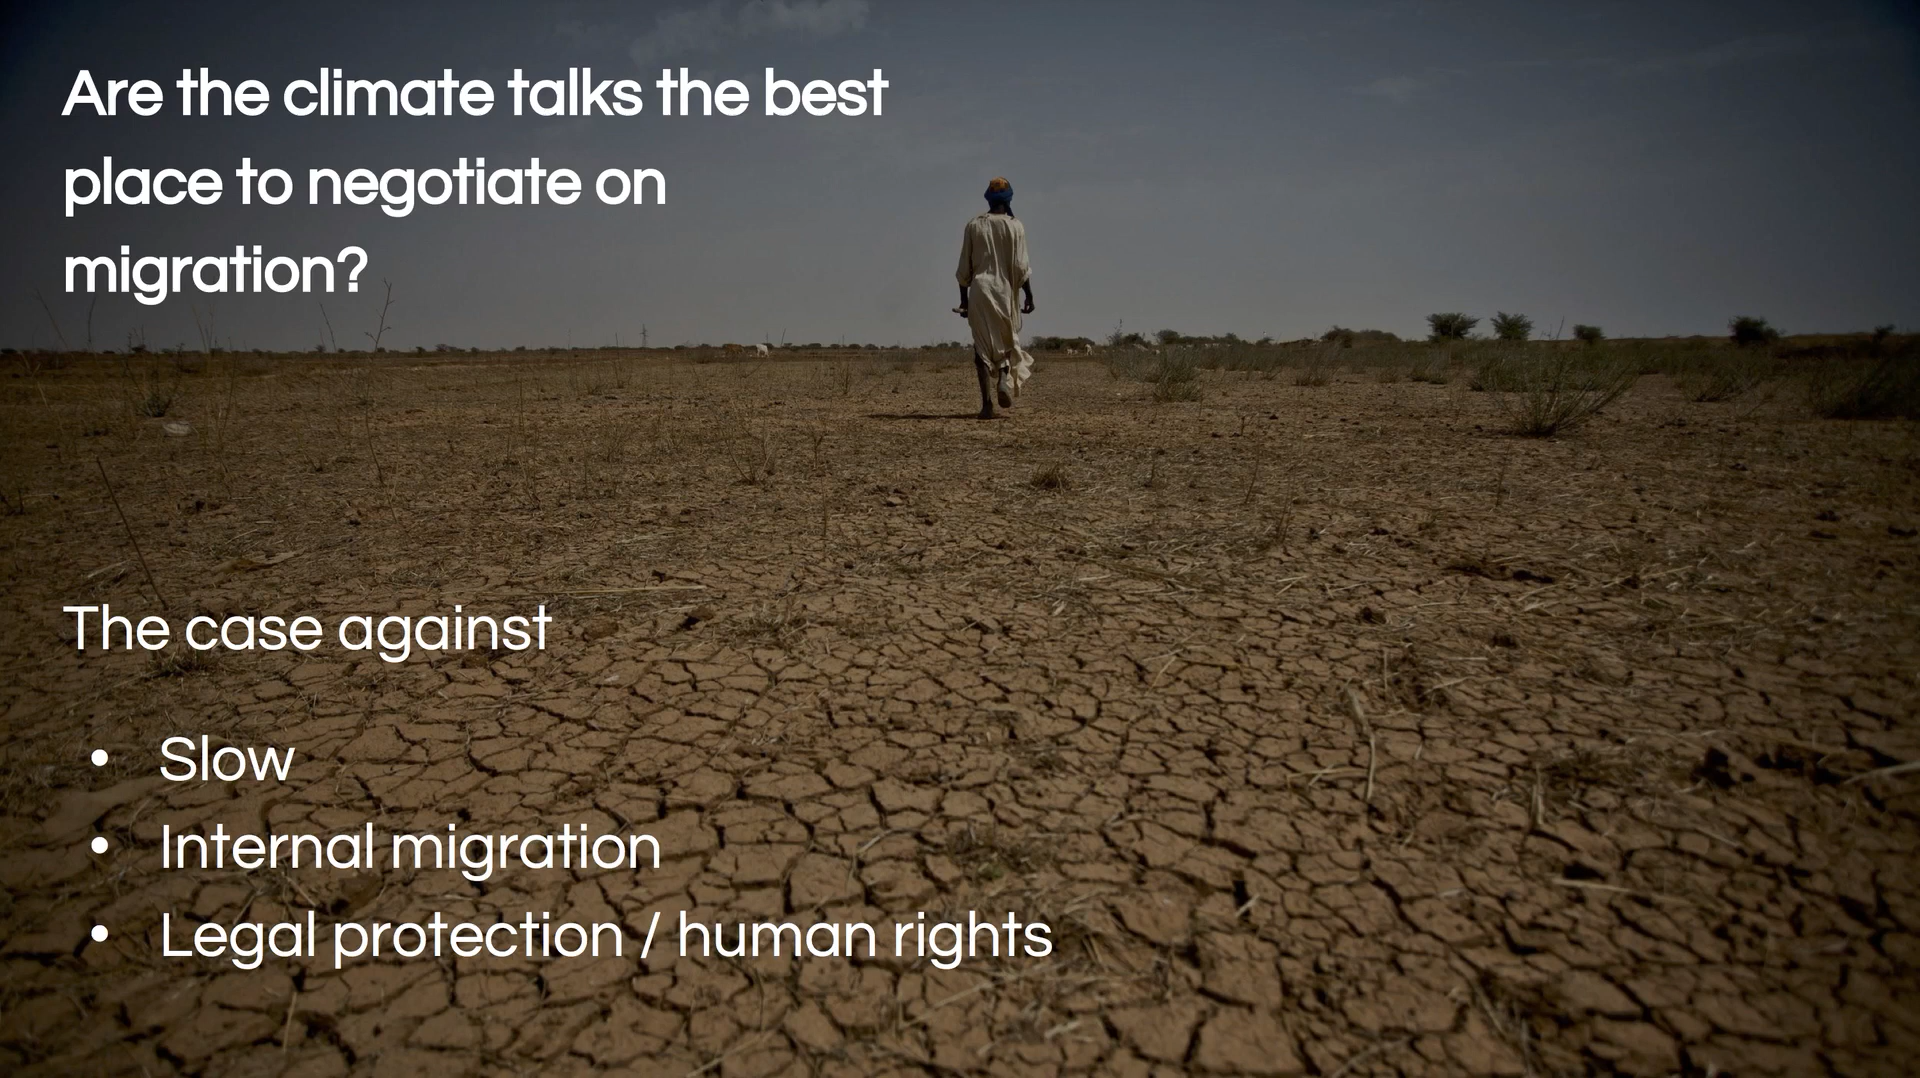 Are the climate talks the best
place to negotiate on
migration?
The case against
• Slow
• Internal migration
• Legal protection / human rights